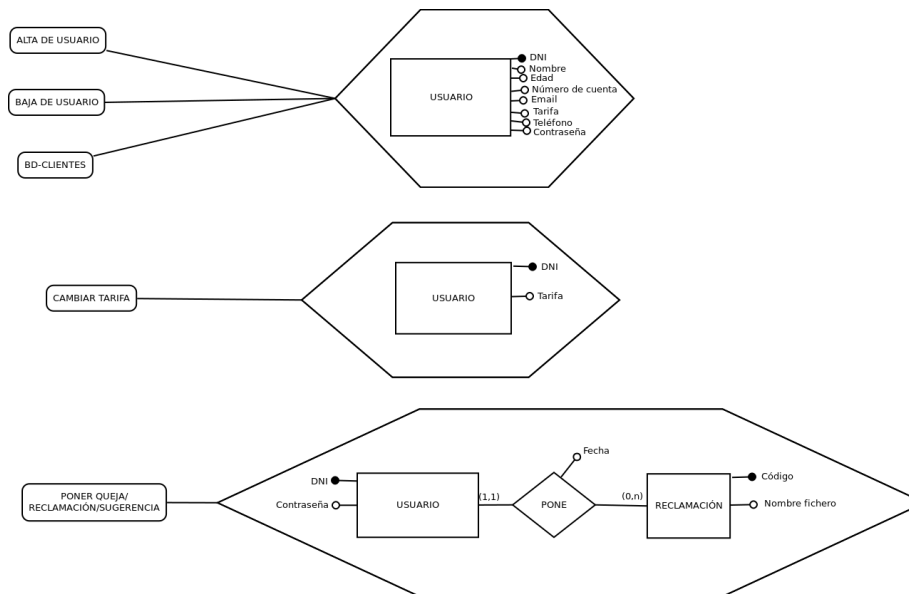 ALTA DE USUARIO
BAJA DE USUARIO
BD-CLIENTES
USUARIO
DNI
Nombre
Edad
Número de cuenta
Email
Tarifa
Teléfono
Contraseña
CAMBIAR TARIFA
USUARIO
DNI
Tarifa
PONER QUEJA/
RECLAMACIÓN/SUGERENCIA
DNI
Contraseña
USUARIO
(1,1)
PONE
Fecha
(0,n)
RECLAMACIÓN
Código
Nombre fichero